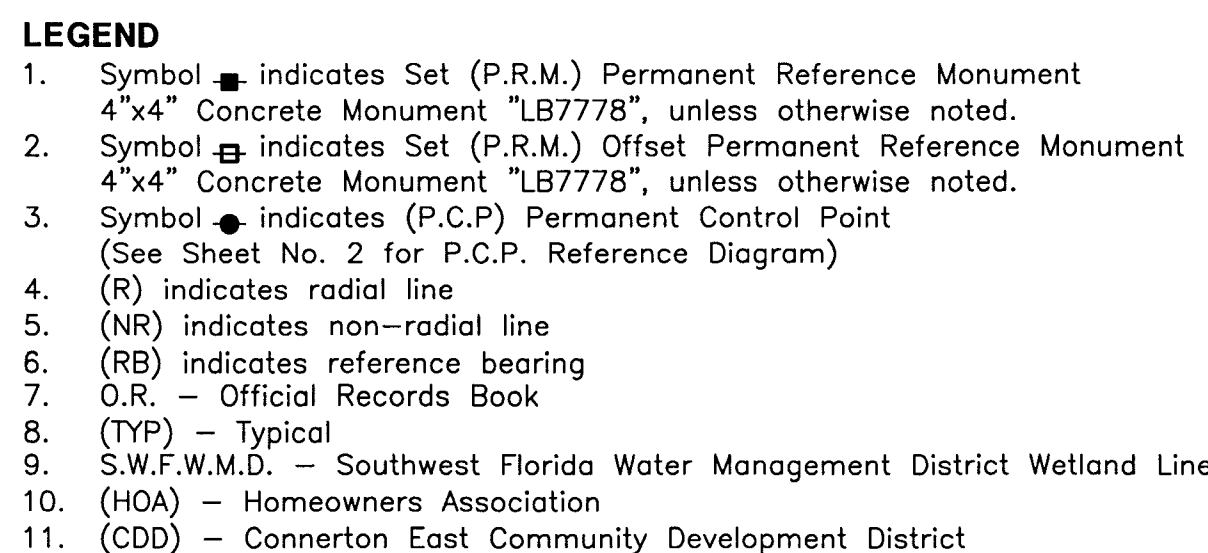 LEGEND
1. Symbol indicates Set (P.R.M.) Permanent Reference Monument
4"x4" Concrete Monument "LB7778", unless otherwise noted.
2. Symbol indicates Set (P.R.M.) Offset Permanent Reference Monument
4"x4" Concrete Monument "LB7778", unless otherwise noted.
3. Symbol indicates (P.C.P) Permanent Control Point
(See Sheet No. 2 for P.C.P. Reference Diagram)
4. (R) indicates radial line
5. (NR) indicates non–radial line
6. (RB) indicates reference bearing
7. O.R. – Official Records Book
8. (TYP) – Typical
9. S.W.F.W.M.D. – Southwest Florida Water Management District Wetland Line
10. (HOA) – Homeowners Association
11. (CDD) – Connerton East Community Development District